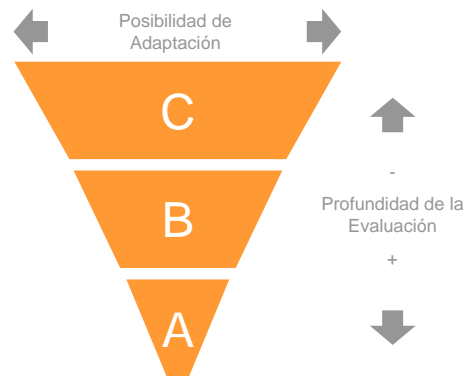 Posibilidad de
Adaptación
C
-
Profundidad de la
Evaluación
+
B
A